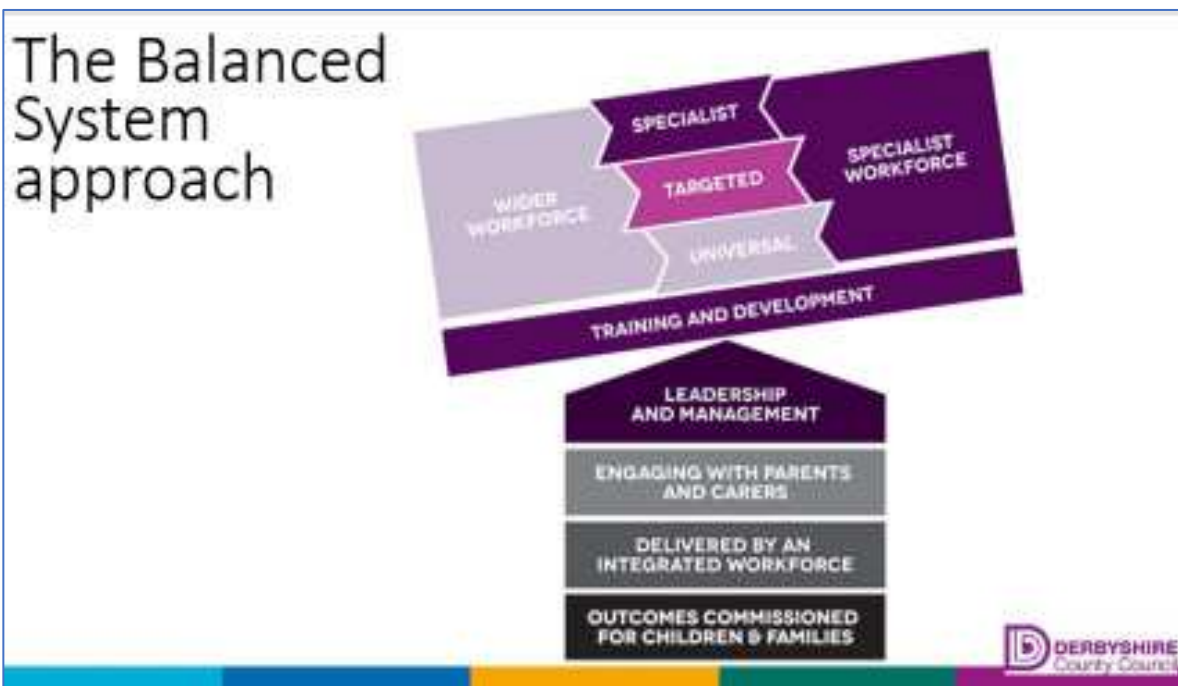 The Balanced
System
approach
SPECIALIST
TARGETED
UNIVERSAL
WIDER
WORKFORCE
SPECIALIST
WORKFORCE
TRAINING AND DEVELOPMENT
LEADERSHIP
AND MANAGEMENT
ENGAGING WITH PARENTS
AND CARERS
DELIVERED BY AN
INTEGRATED WORKFORCE
OUTCOMES COMMISSIONED
FOR CHILDREN & FAMILIES
DERBYSHIRE
County Council